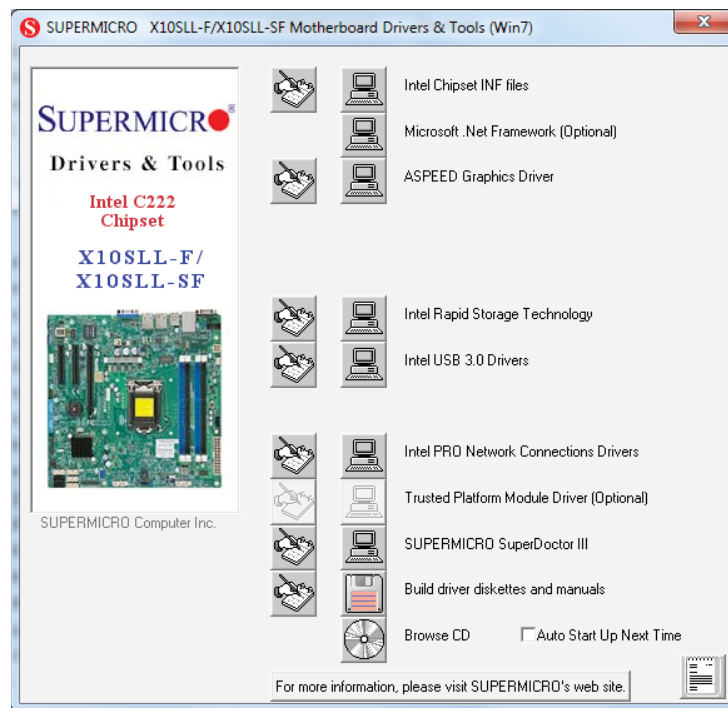 SUPERMICRO X10SLL-F/X10SLL-SF Motherboard Drivers & Tools (Win7)
SUPERMICRO®
Drivers & Tools
Intel C222
Chipset
X10SLL-F/
X10SLL-SF
SUPERMICRO Computer Inc.
Intel Chipset INF files
Microsoft .Net Framework (Optional)
ASPEED Graphics Driver
Intel Rapid Storage Technology
Intel USB 3.0 Drivers
Intel PRO Network Connections Drivers
Trusted Platform Module Driver (Optional)
SUPERMICRO SuperDoctor III
Build driver diskettes and manuals
Browse CD Auto Start Up Next Time
For more information, please visit SUPERMICRO's web site.